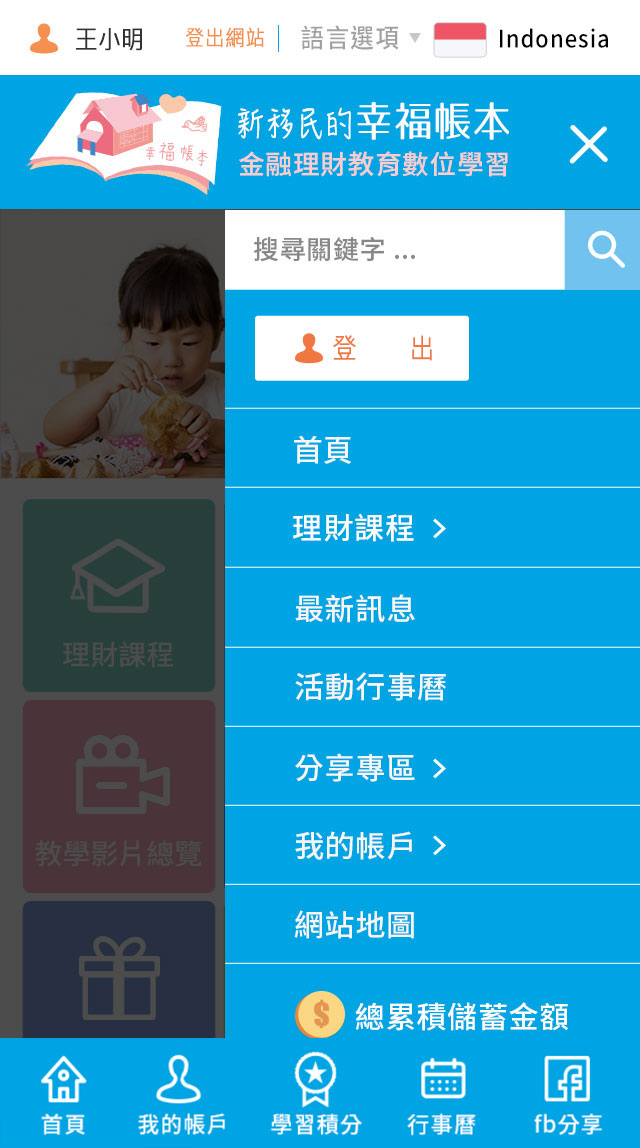 王小明 登出網站 語言選項 Indonesia
新移民的幸福帳本
幸福帳本
金融理財教育數位學習
搜尋關鍵字 ...
登 出
首頁
理財課程
最新訊息
活動行事曆
分享專區
我的帳戶
網站地圖
$ 總累積儲蓄金額
理財課程
教學影片總覽
首頁 我的帳戶 學習積分 行事曆 fb分享